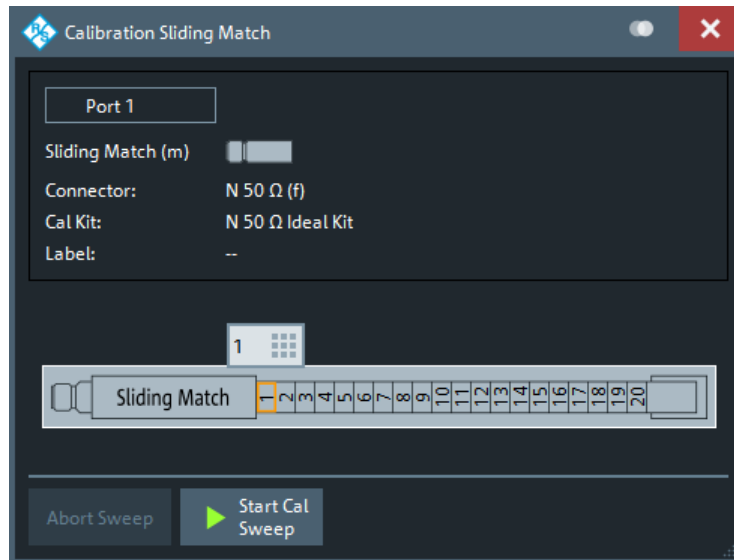 R&S Calibration Sliding Match
Port 1
Sliding Match (m)
Connector: N 50 Ω (f)
Cal Kit: N 50 Ω Ideal Kit
Label: --
1
Sliding Match 1 2 3 4 5 6 7 8 9 10 11 12 13 14 15 16 17 18 19 20
Abort Sweep
Start Cal
Sweep